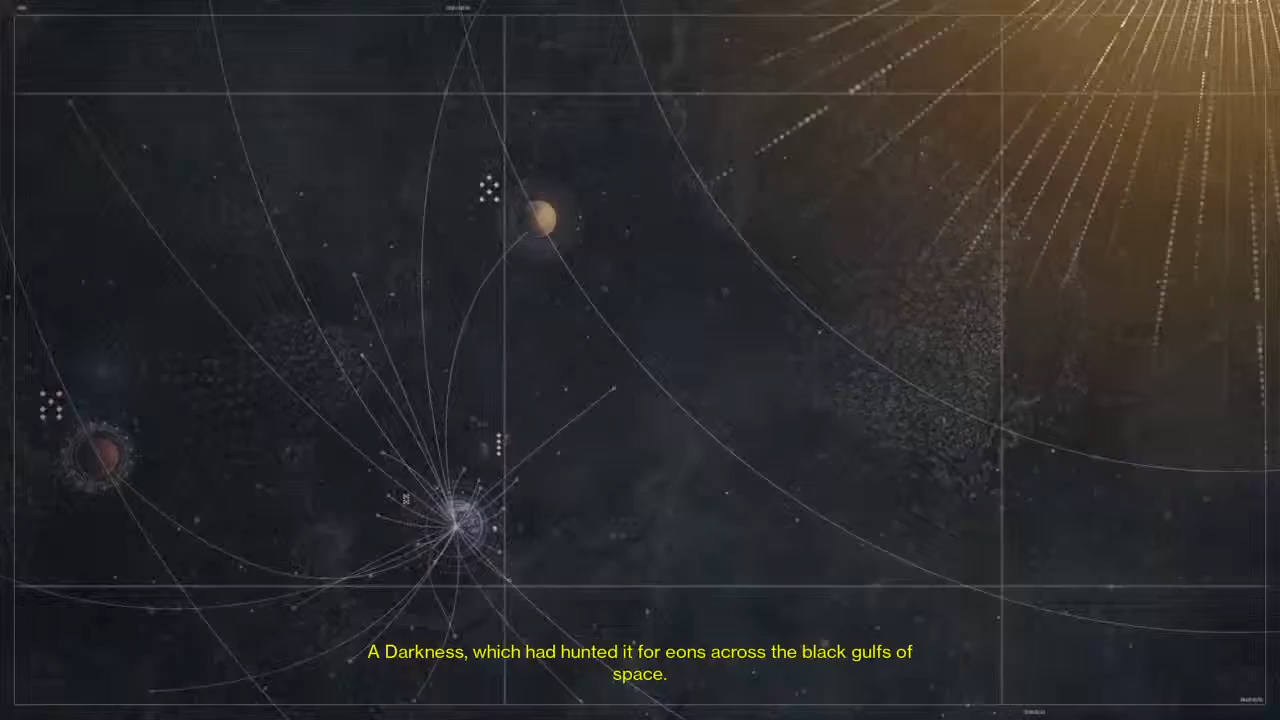 A Darkness, which had hunted it for eons across the black gulfs of
space.